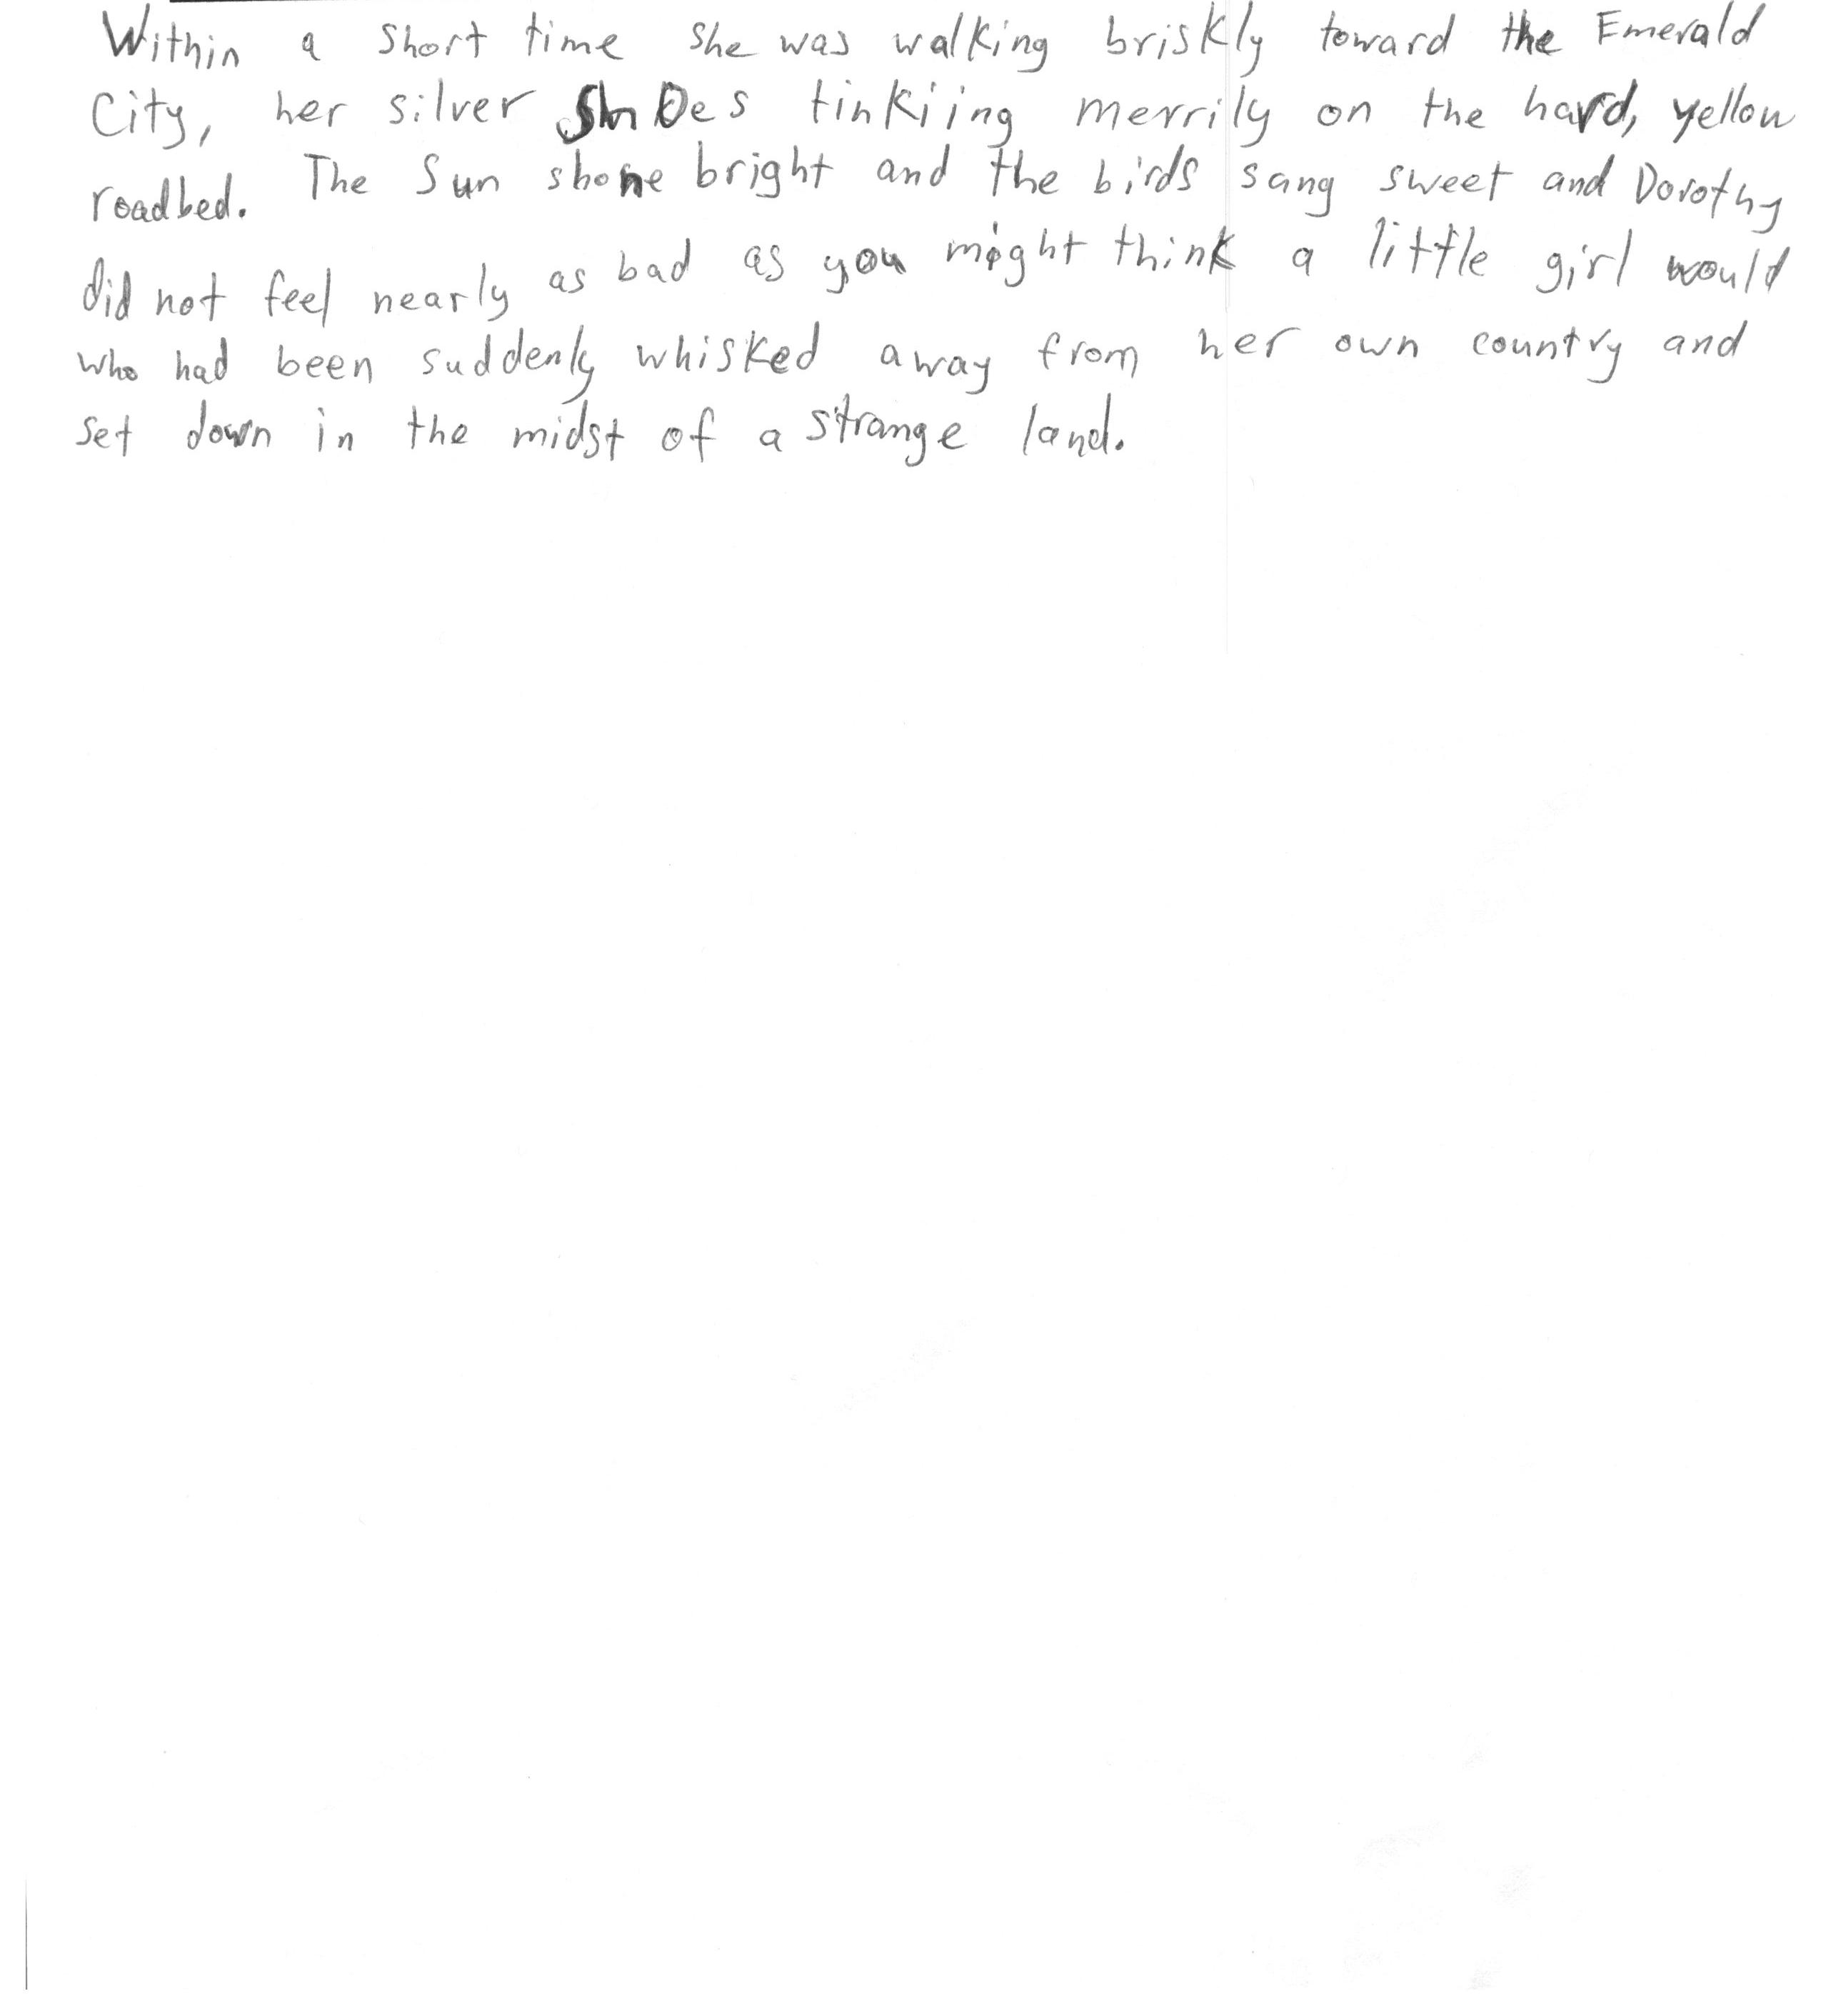 Within a short time she was walking briskly toward the Emerald
City, her silver shoes tinkiing merrily on the hard, yellow
roadbed. The Sun shone bright and the birds sang sweet and Dorothy
did not feel nearly as bad as you might think a little girl would
who had been suddenly whisked away from her own country and
set down in the midst of a strange land.